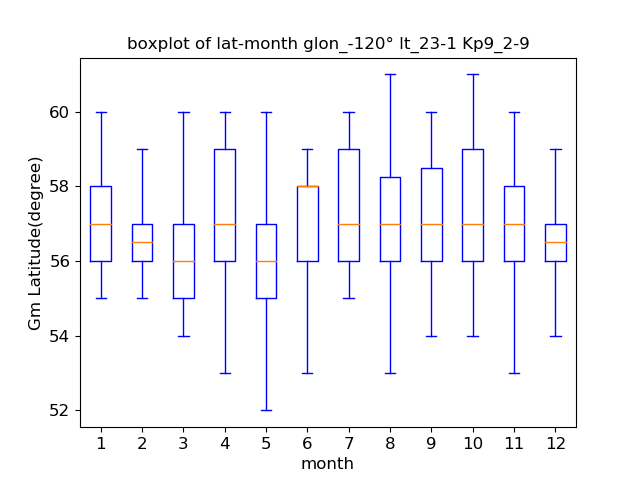 boxplot of lat-month glon_-120° lt_23-1 Kp9_2-9
Gm Latitude(degree)
60
58
56
54
52
1 2 3 4 5 6 7 8 9 10 11 12
month